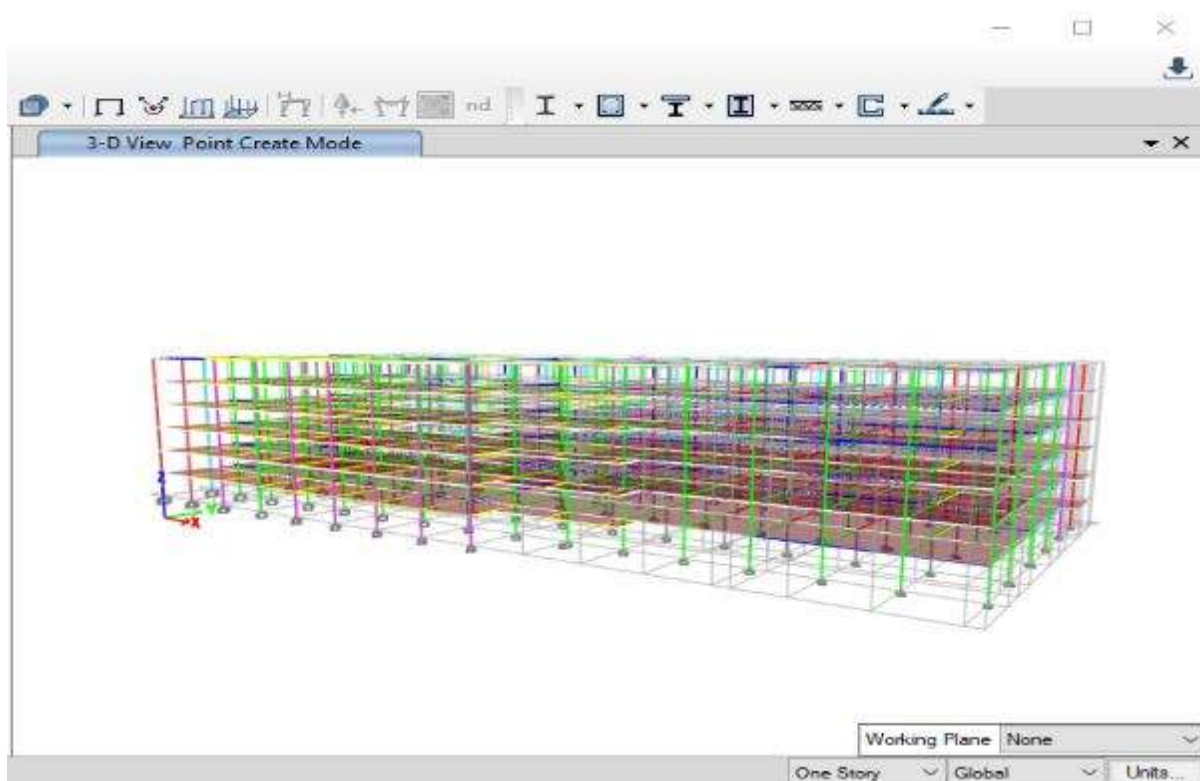 nd
3-D View Point Create Mode
Z
Y
X
Working Plane None
One Story Global Units...